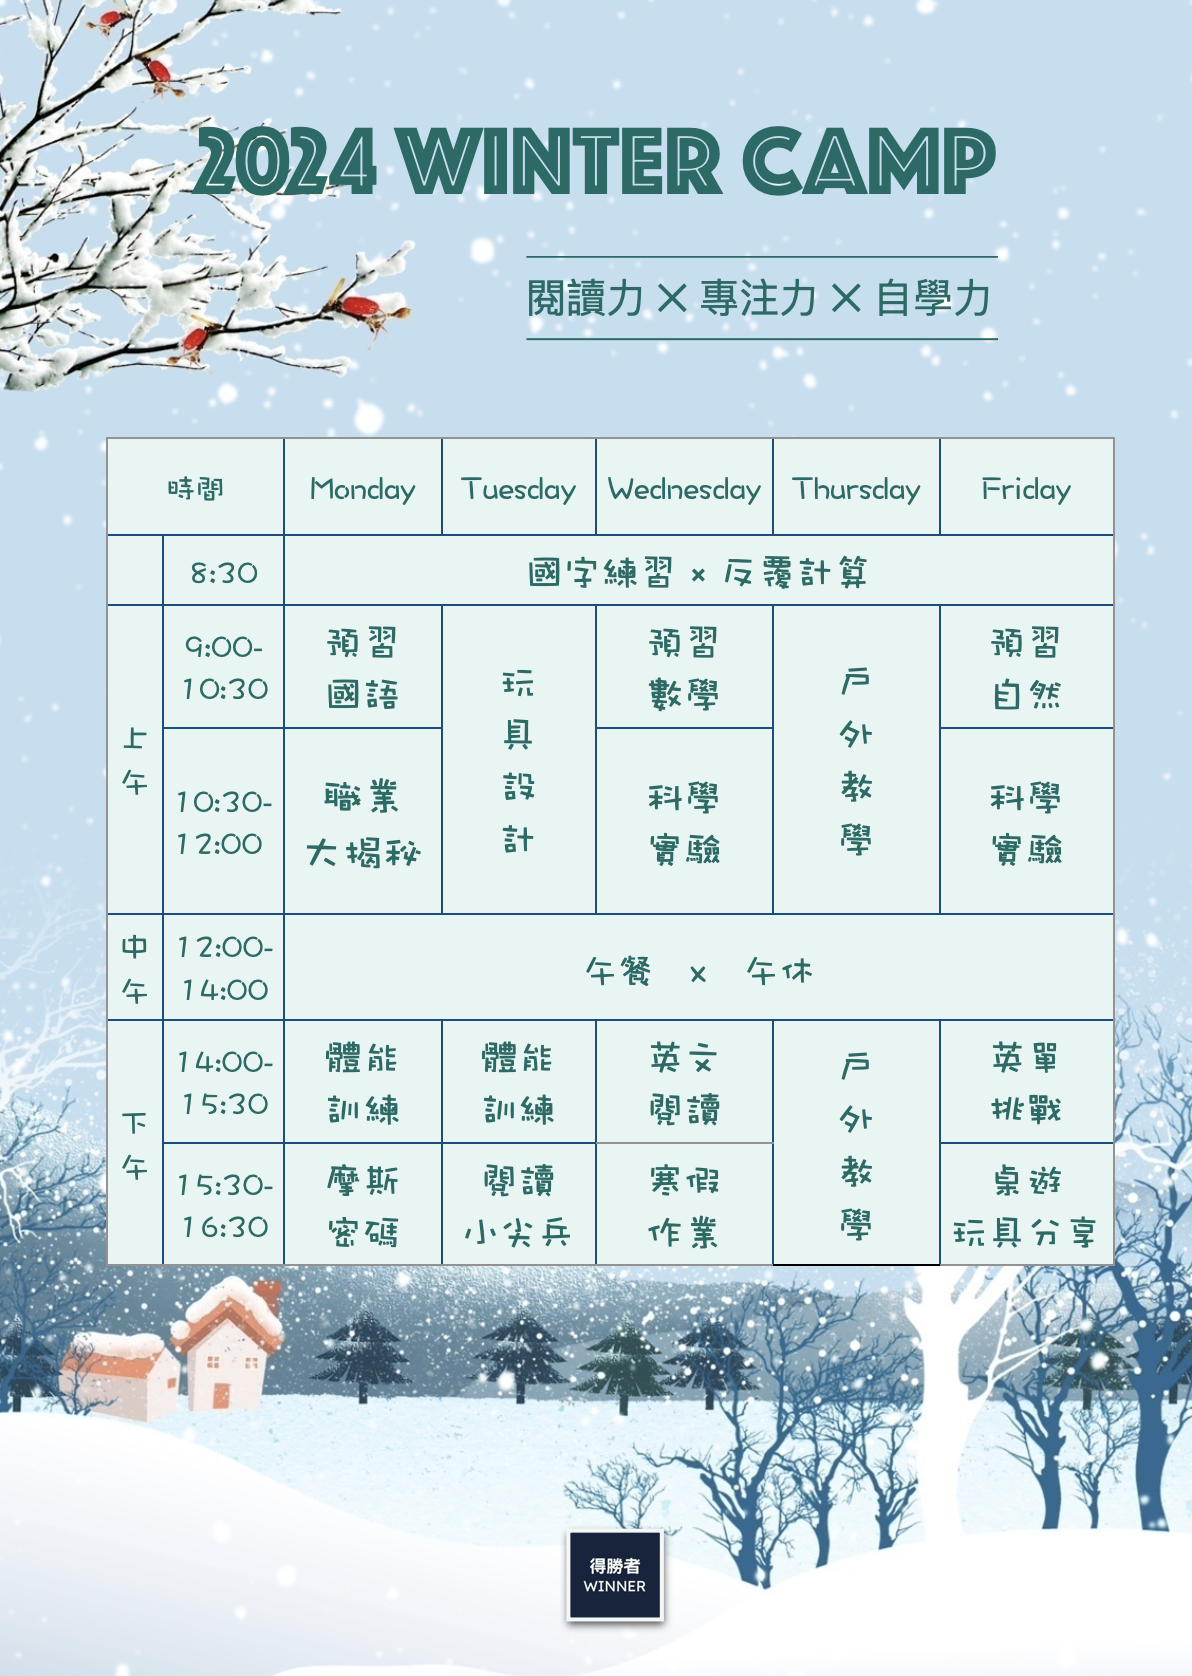 2024 WINTER CAMP
閱讀力 × 專注力 × 自學力
時間 Monday Tuesday Wednesday Thursday Friday
8:30 國字練習 × 反覆計算
上午
9:00-
10:30
預習
國語
玩
具
設
計
預習
數學
戶
外
教
學
預習
自然
10:30-
12:00
職業
大揭秘
科學
實驗
科學
實驗
中午
12:00-
14:00
午餐 x 午休
下午
14:00-
15:30
體能
訓練
體能
訓練
英文
閱讀
戶
外
教
學
英單
挑戰
15:30-
16:30
摩斯
密碼
閱讀
小尖兵
寒假
作業
桌遊
玩具分享
得勝者
WINNER